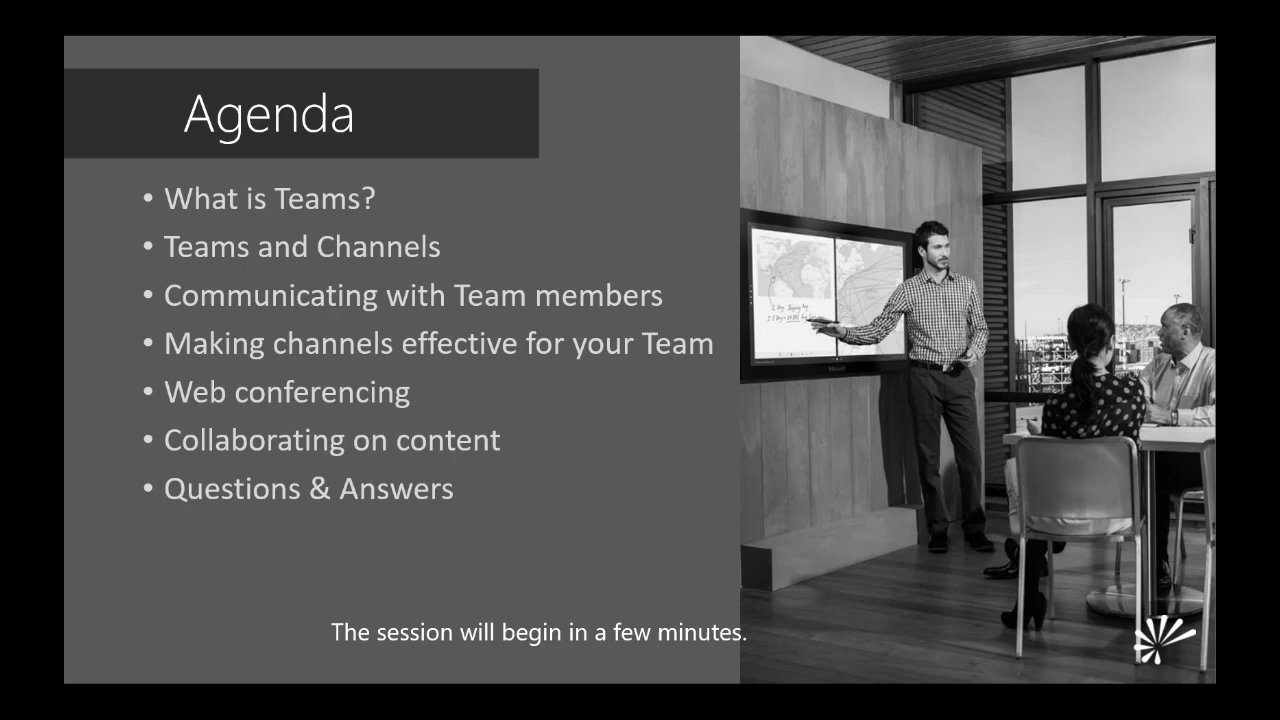 Agenda
• What is Teams?
• Teams and Channels
• Communicating with Team members
• Making channels effective for your Team
• Web conferencing
• Collaborating on content
• Questions & Answers
The session will begin in a few minutes.